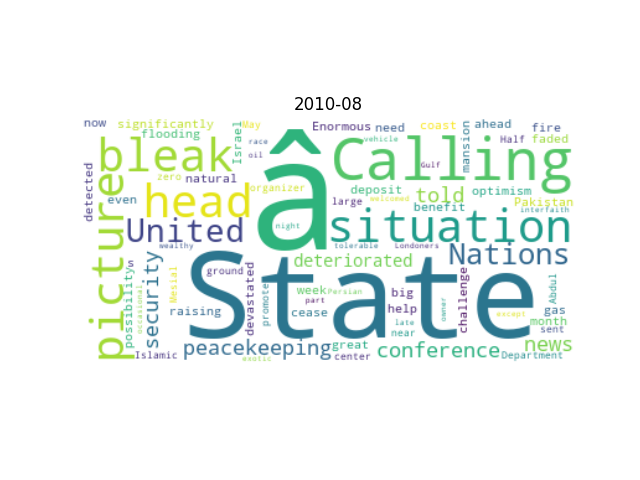 2010-08
now significantly May Enormous need coast ahead fire
flooding Israel race vehicle mansion Half faded
bleak â Calling
detected zero natural oil organizer large deposit told Gulf optimism Pakistan
even head welcomed benefit interfaith
picture United night situation
wealthy tolerable Londoners Nations
s security ground devastated State deteriorated
possibility occasional Mesial promote week Persian big challenge Abdul
raising part cease help owner except gas
late month
near sent
Islamic peacekeeping great conference news
exotic center Department